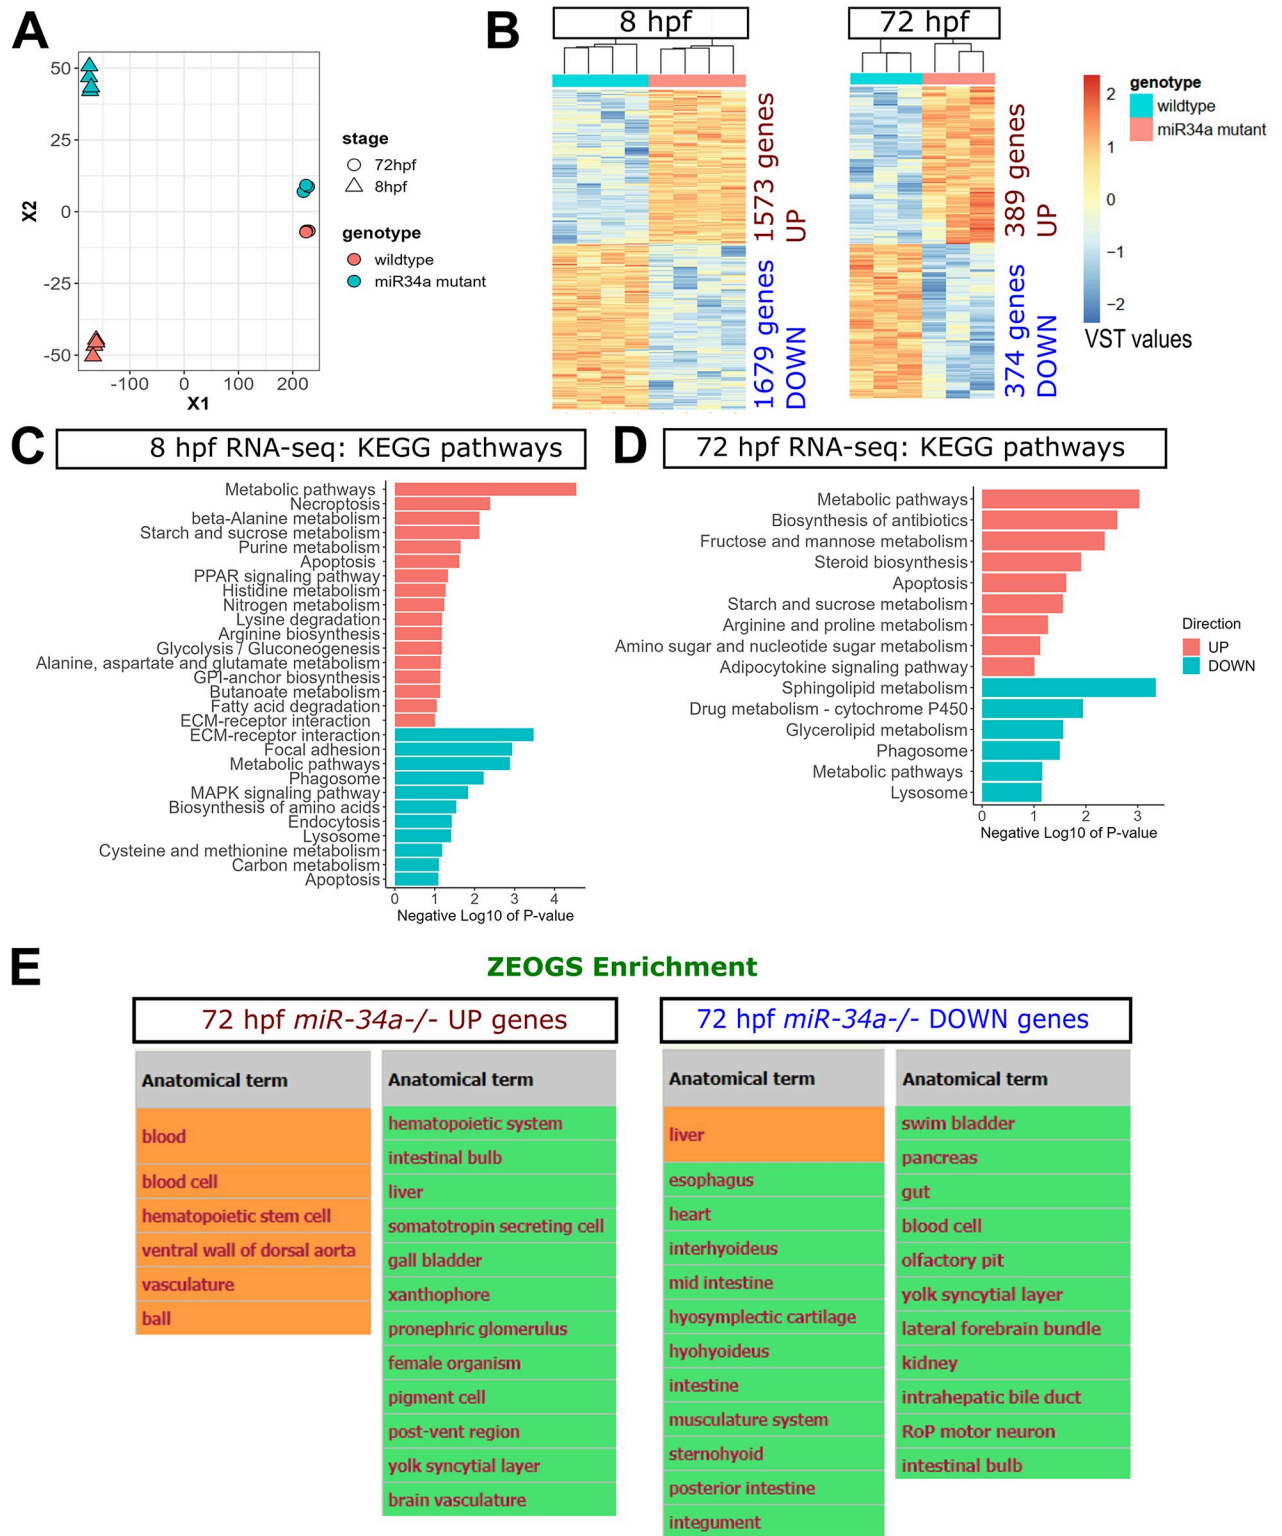 A
50
25
0
-25
-50
X2
-100
0
100
200
X1
stage
72hpf
8hpf
genotype
wildtype
miR34a mutant
B
8 hpf
72 hpf
1573 genes
UP
1679 genes
DOWN
389 genes
UP
374 genes
DOWN
2
1
0
−1
−2
VST values
genotype
wildtype
miR34a mutant
C
8 hpf RNA-seq: KEGG pathways
Metabolic pathways
Necroptosis
beta-Alanine metabolism
Starch and sucrose metabolism
Purine metabolism
Apoptosis
PPAR signaling pathway
Histidine metabolism
Nitrogen metabolism
Lysine degradation
Arginine biosynthesis
Glycolysis / Gluconeogenesis
Alanine, aspartate and glutamate metabolism
GPI-anchor biosynthesis
Butanoate metabolism
Fatty acid degradation
ECM-receptor interaction
ECM-receptor interaction
Focal adhesion
Metabolic pathways
Phagosome
MAPK signaling pathway
Biosynthesis of amino acids
Endocytosis
Lysosome
Cysteine and methionine metabolism
Carbon metabolism
Apoptosis
0 1 2 3 4
Negative Log10 of P-value
D
72 hpf RNA-seq: KEGG pathways
Metabolic pathways
Biosynthesis of antibiotics
Fructose and mannose metabolism
Steroid biosynthesis
Apoptosis
Starch and sucrose metabolism
Arginine and proline metabolism
Amino sugar and nucleotide sugar metabolism
Adipocytokine signaling pathway
Sphingolipid metabolism
Drug metabolism - cytochrome P450
Glycerolipid metabolism
Phagosome
Metabolic pathways
Lysosome
0 1 2 3
Negative Log10 of P-value
Direction
UP
DOWN
E
ZEOGS Enrichment
72 hpf miR-34a-/- UP genes
Anatomical term
blood
blood cell
hematopoietic stem cell
ventral wall of dorsal aorta
vasculature
ball
Anatomical term
hematopoietic system
intestinal bulb
liver
somatotropin secreting cell
gall bladder
xanthophore
pronephric glomerulus
female organism
pigment cell
post-vent region
yolk syncytial layer
brain vasculature
72 hpf miR-34a-/- DOWN genes
Anatomical term
liver
esophagus
heart
interhyoideus
mid intestine
hyosymplectic cartilage
hyohyoideus
intestine
musculature system
sternohyoid
posterior intestine
integument
Anatomical term
swim bladder
pancreas
gut
blood cell
olfactory pit
yolk syncytial layer
lateral forebrain bundle
kidney
intrahepatic bile duct
RoP motor neuron
intestinal bulb